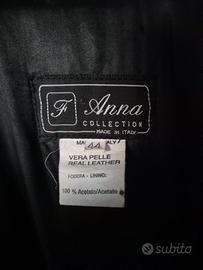 F Anna
COLLECTION
MADE IN ITALY
44
VERA PELLE
REAL LEATHER
FODERA - LINING:
100 % Acetato/Acetate
subito